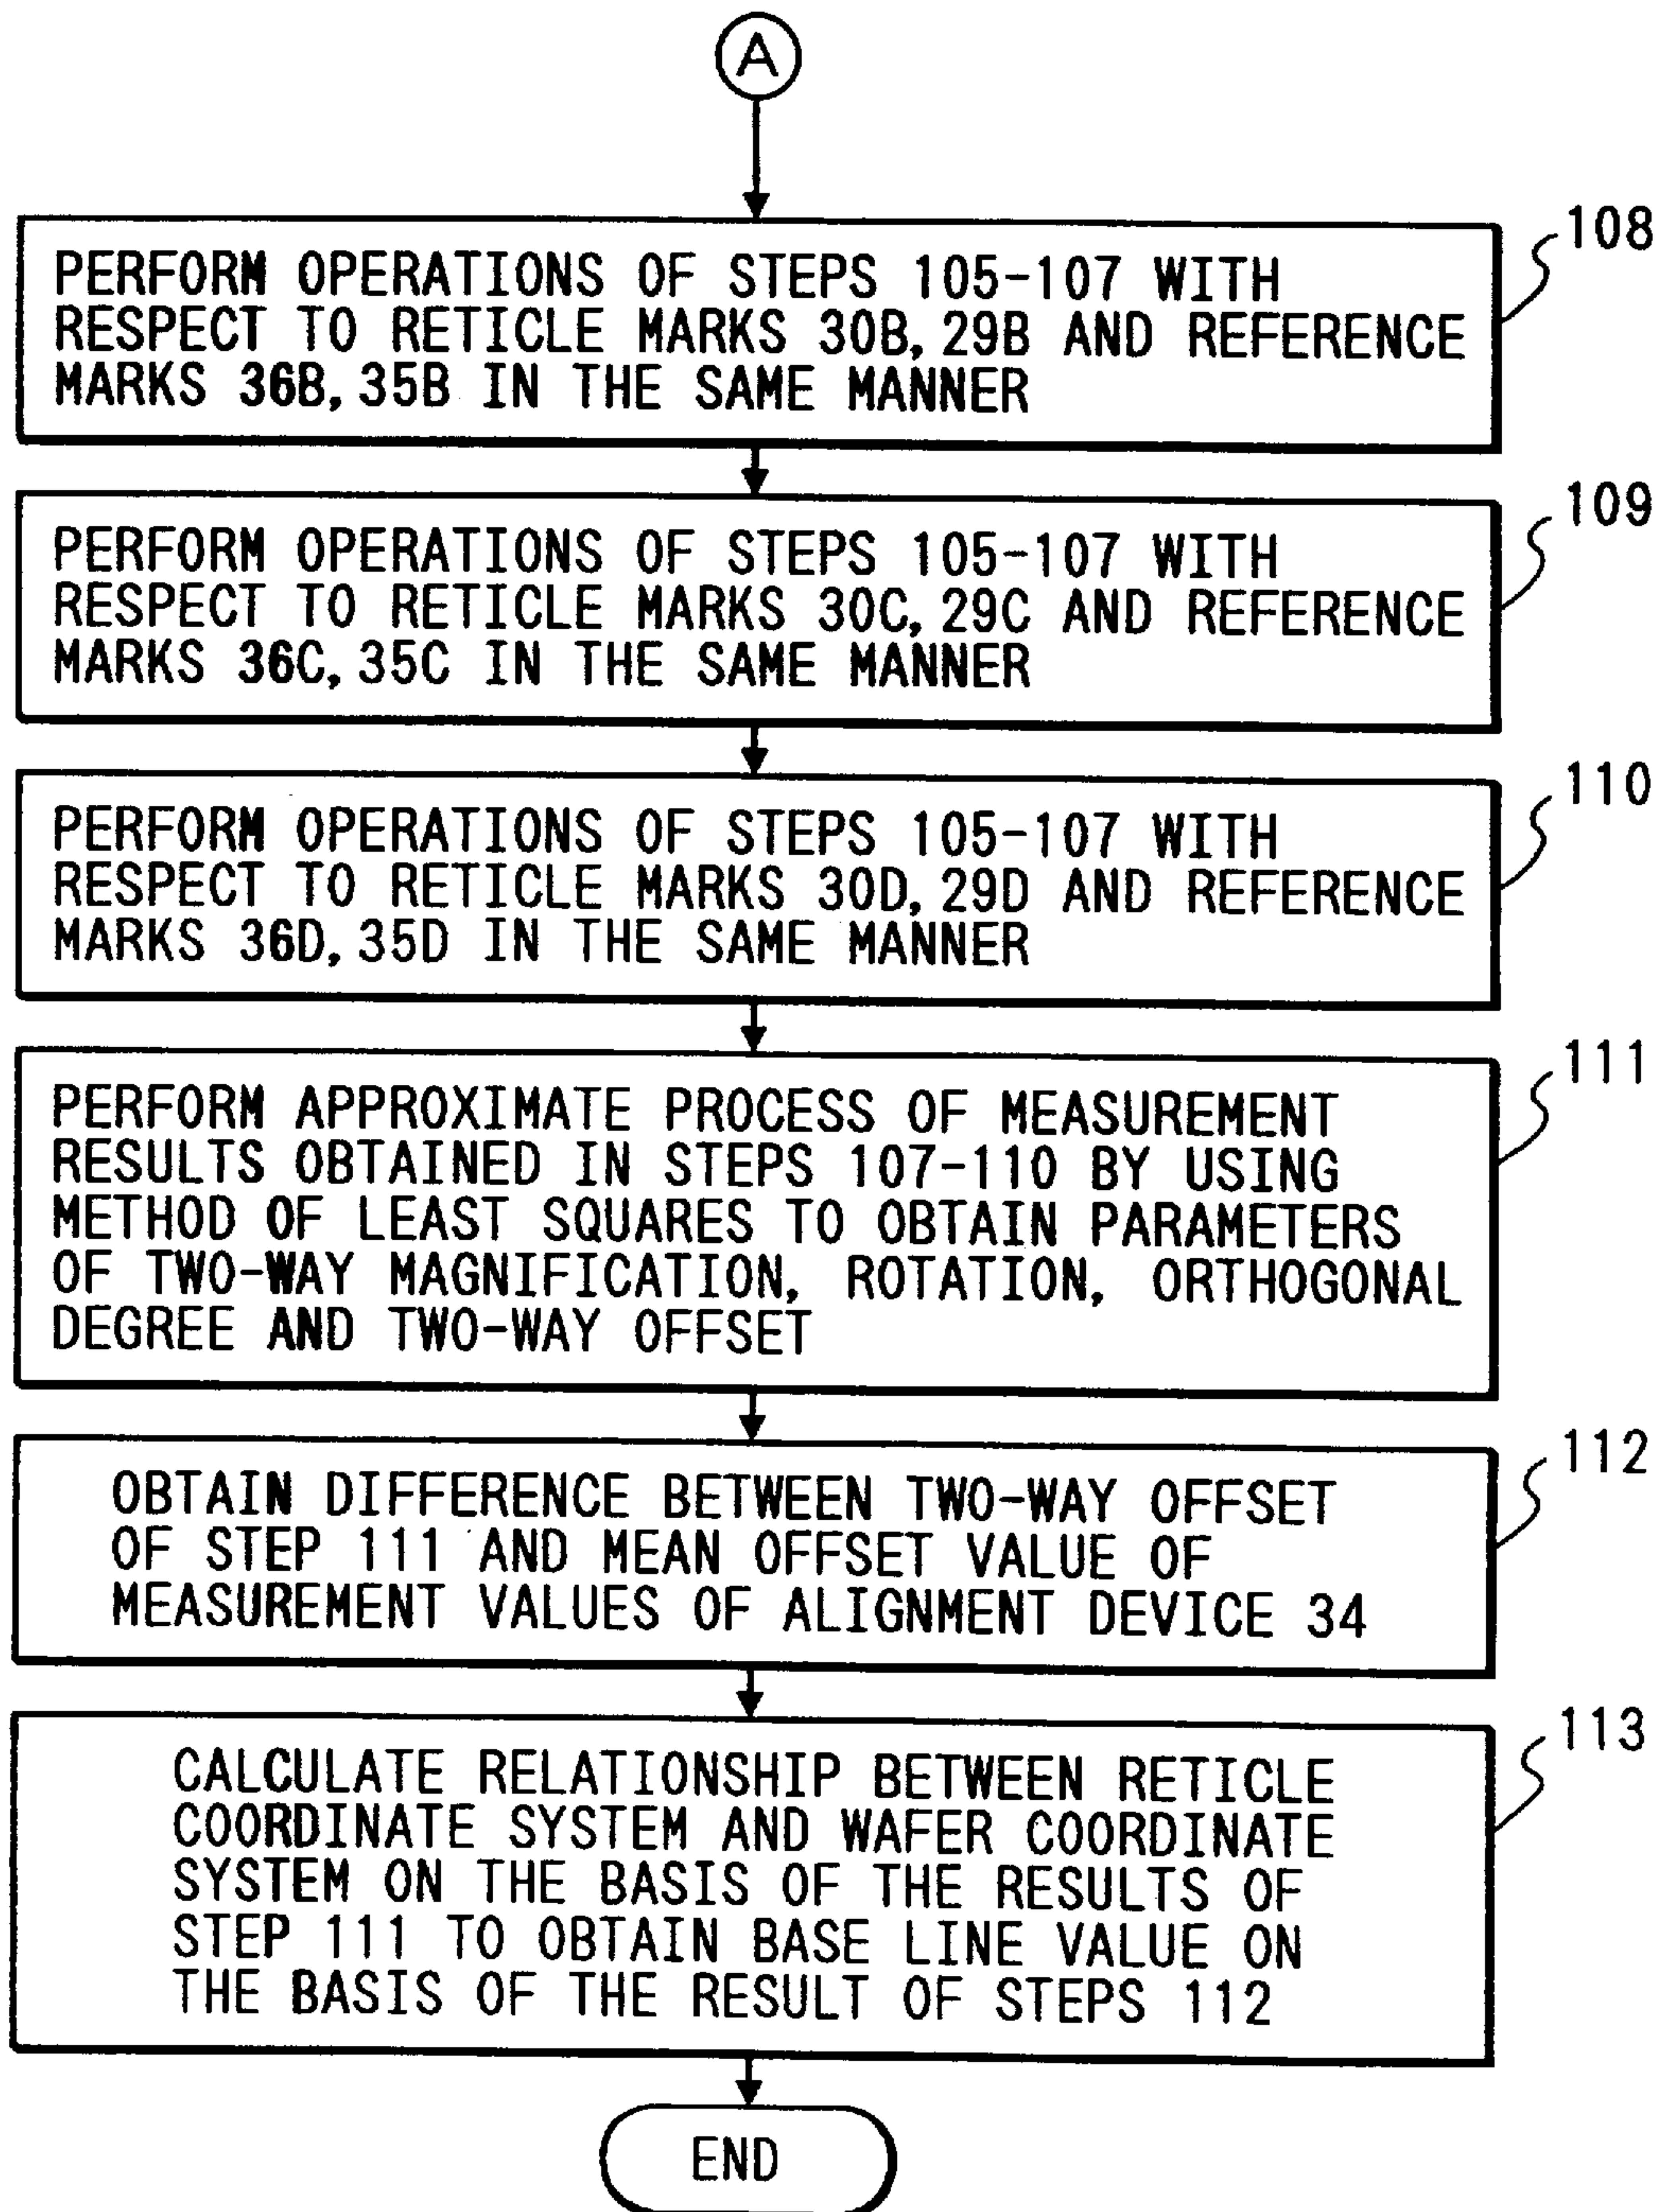 A
108
PERFORM OPERATIONS OF STEPS 105-107 WITH
RESPECT TO RETICLE MARKS 30B, 29B AND REFERENCE
MARKS 36B, 35B IN THE SAME MANNER
109
PERFORM OPERATIONS OF STEPS 105-107 WITH
RESPECT TO RETICLE MARKS 30C, 29C AND REFERENCE
MARKS 36C, 35C IN THE SAME MANNER
110
PERFORM OPERATIONS OF STEPS 105-107 WITH
RESPECT TO RETICLE MARKS 30D, 29D AND REFERENCE
MARKS 36D, 35D IN THE SAME MANNER
111
PERFORM APPROXIMATE PROCESS OF MEASUREMENT
RESULTS OBTAINED IN STEPS 107-110 BY USING
METHOD OF LEAST SQUARES TO OBTAIN PARAMETERS
OF TWO-WAY MAGNIFICATION, ROTATION, ORTHOGONAL
DEGREE AND TWO-WAY OFFSET
112
OBTAIN DIFFERENCE BETWEEN TWO-WAY OFFSET
OF STEP 111 AND MEAN OFFSET VALUE OF
MEASUREMENT VALUES OF ALIGNMENT DEVICE 34
113
CALCULATE RELATIONSHIP BETWEEN RETICLE
COORDINATE SYSTEM AND WAFER COORDINATE
SYSTEM ON THE BASIS OF THE RESULTS OF
STEP 111 TO OBTAIN BASE LINE VALUE ON
THE BASIS OF THE RESULT OF STEPS 112
END